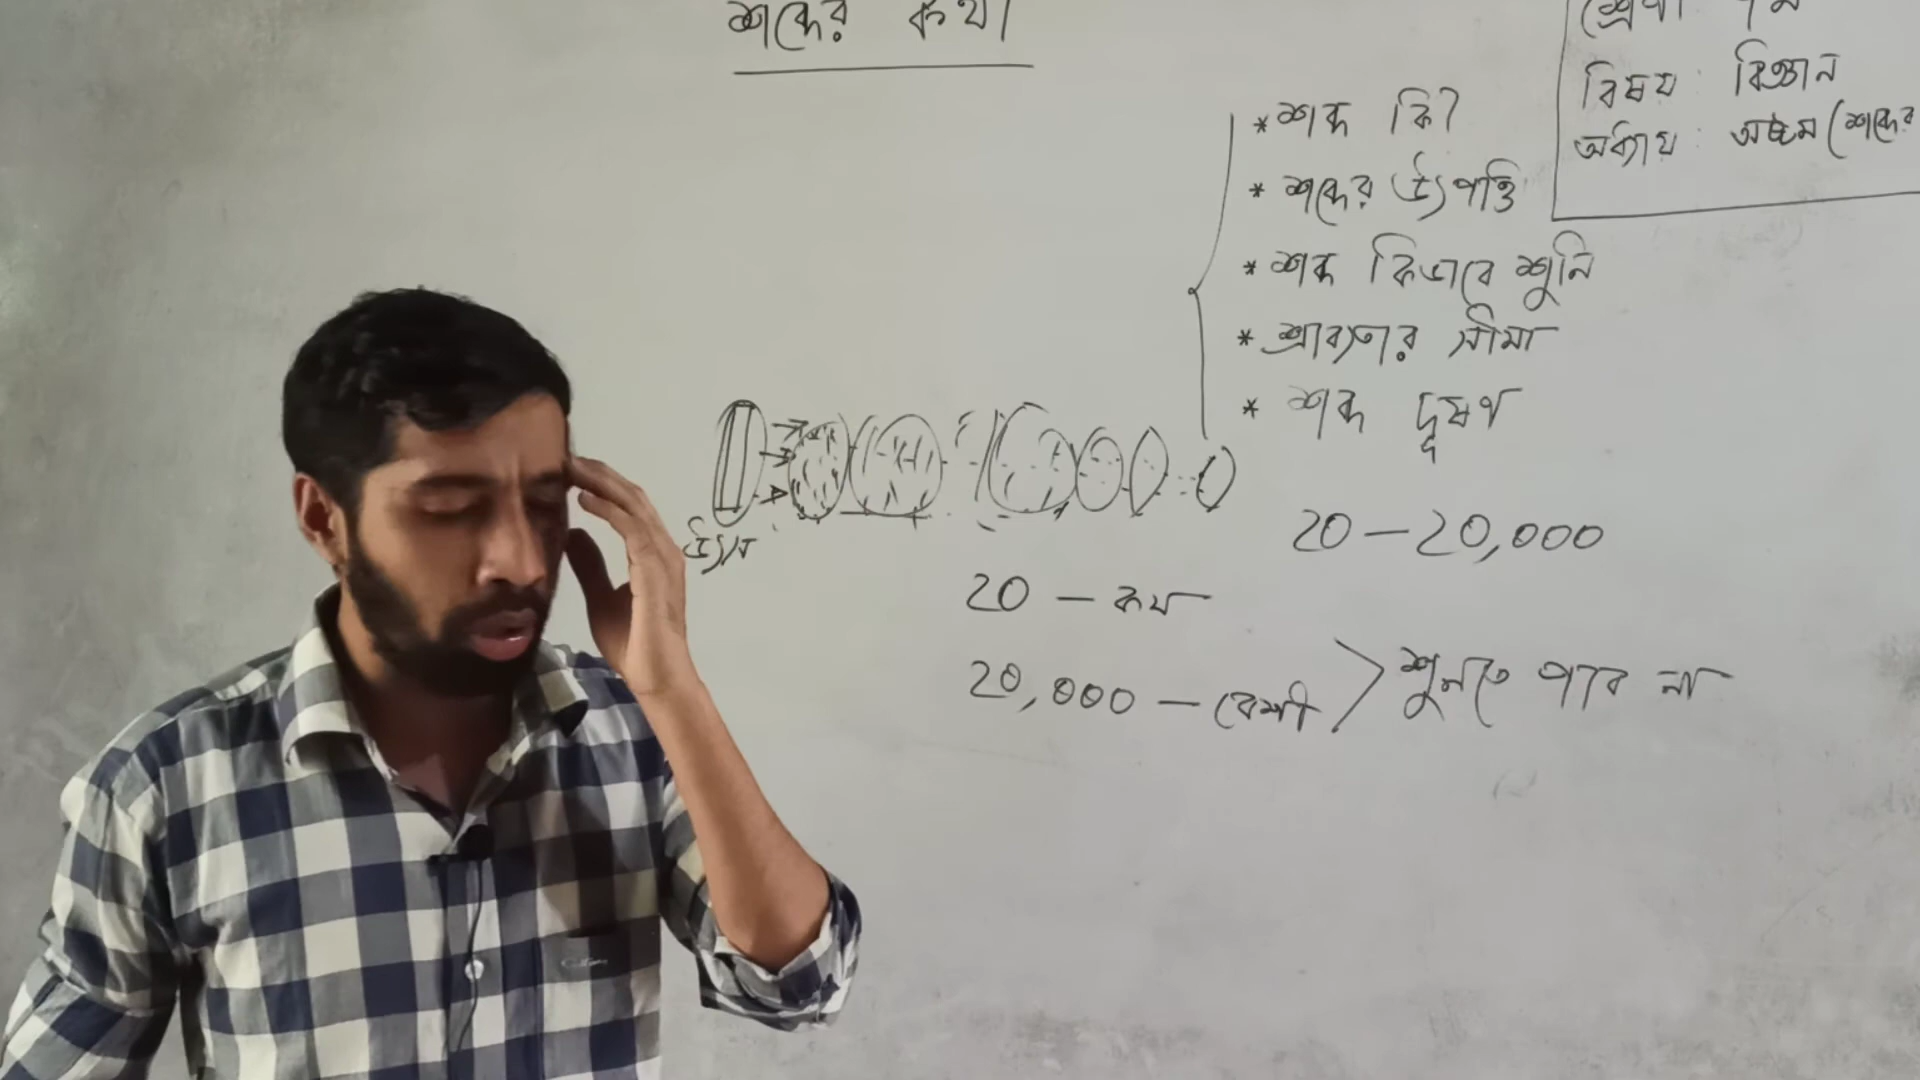 শব্দের কথা
শ্রেণী ৭ম
বিষয় : বিজ্ঞান
অধ্যায় : অষ্টম (শব্দের
* শব্দ কি?
* শব্দের উৎপত্তি
* শব্দ কিভাবে শুনি
* শ্রাব্যতার সীমা
* শব্দ দূষণ
উৎস
20 – 20,000
20 – কম
20,000 – বেশী
শুনতে পাব না